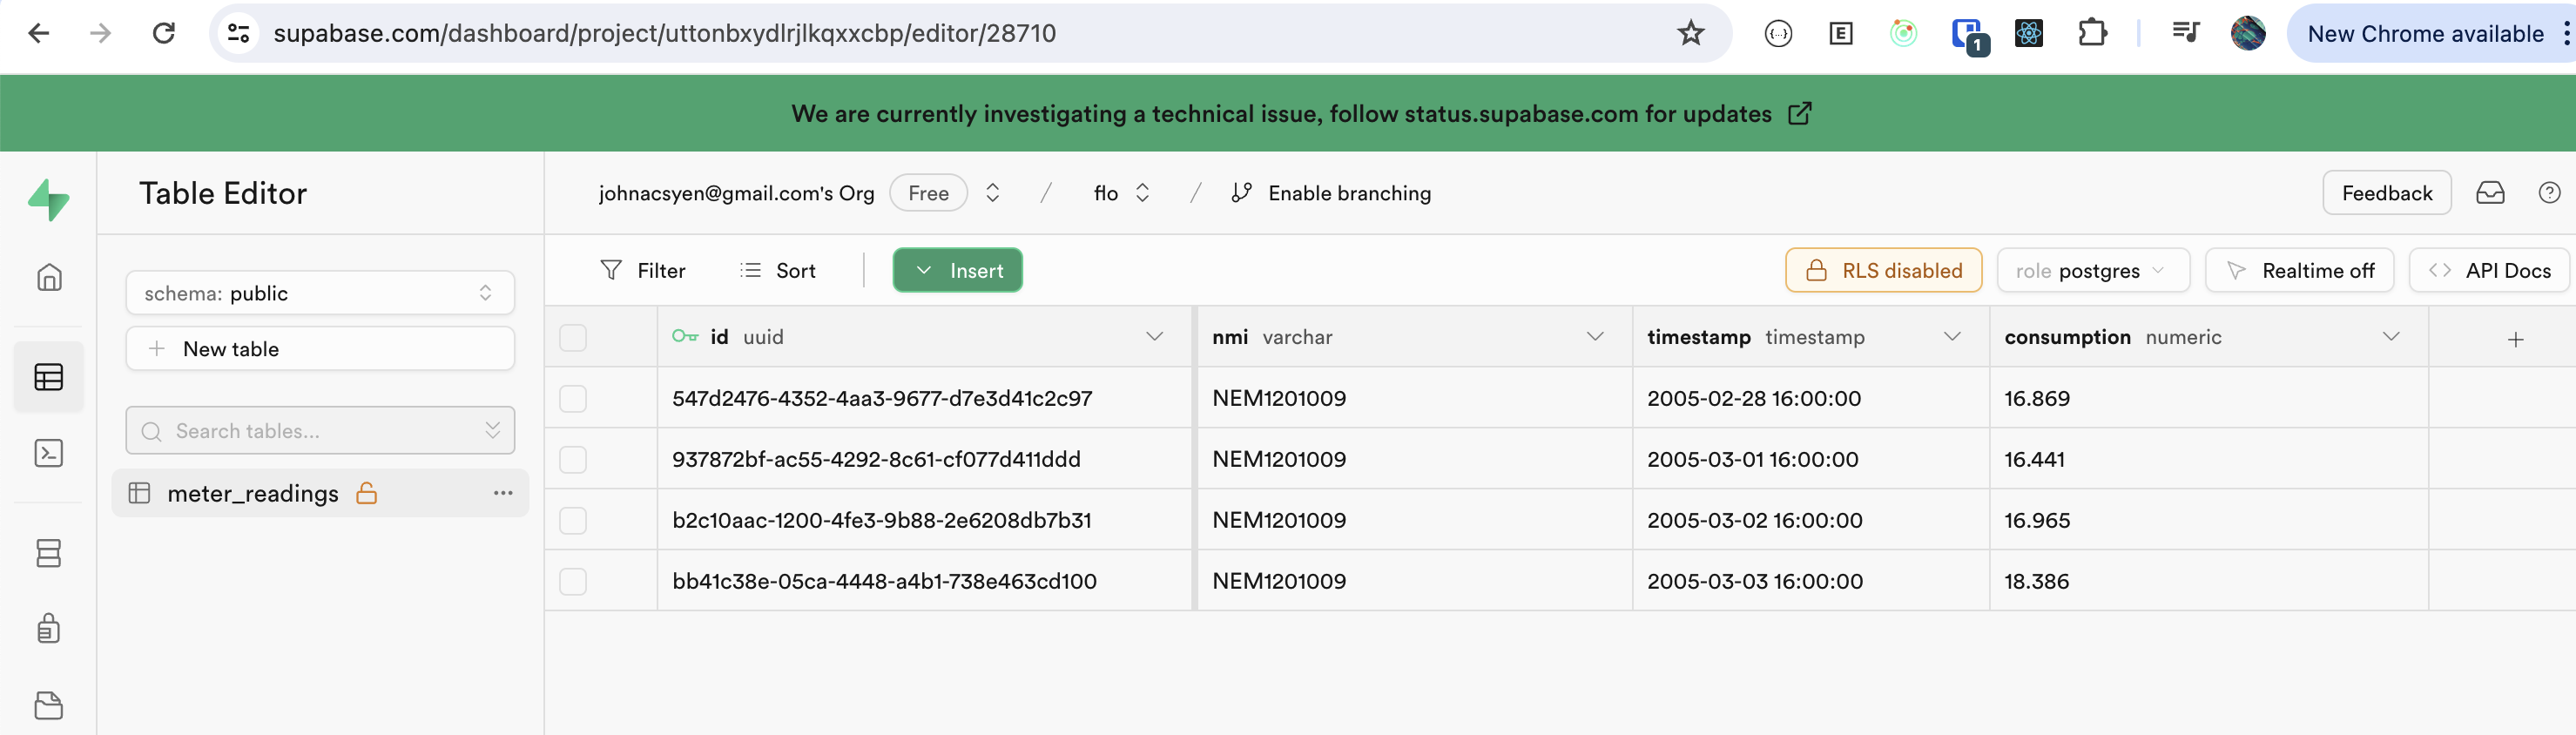 supabase.com/dashboard/project/uttonbxydlrjlkqxxcbp/editor/28710
E
1
New Chrome available
We are currently investigating a technical issue, follow status.supabase.com for updates
Table Editor
johnacsyen@gmail.com's Org Free / flo / Enable branching
Feedback
Filter Sort Insert
RLS disabled role postgres Realtime off API Docs
schema: public
New table
Search tables...
meter_readings
id uuid nmi varchar timestamp timestamp consumption numeric
547d2476-4352-4aa3-9677-d7e3d41c2c97 NEM1201009 2005-02-28 16:00:00 16.869
937872bf-ac55-4292-8c61-cf077d411ddd NEM1201009 2005-03-01 16:00:00 16.441
b2c10aac-1200-4fe3-9b88-2e6208db7b31 NEM1201009 2005-03-02 16:00:00 16.965
bb41c38e-05ca-4448-a4b1-738e463cd100 NEM1201009 2005-03-03 16:00:00 18.386